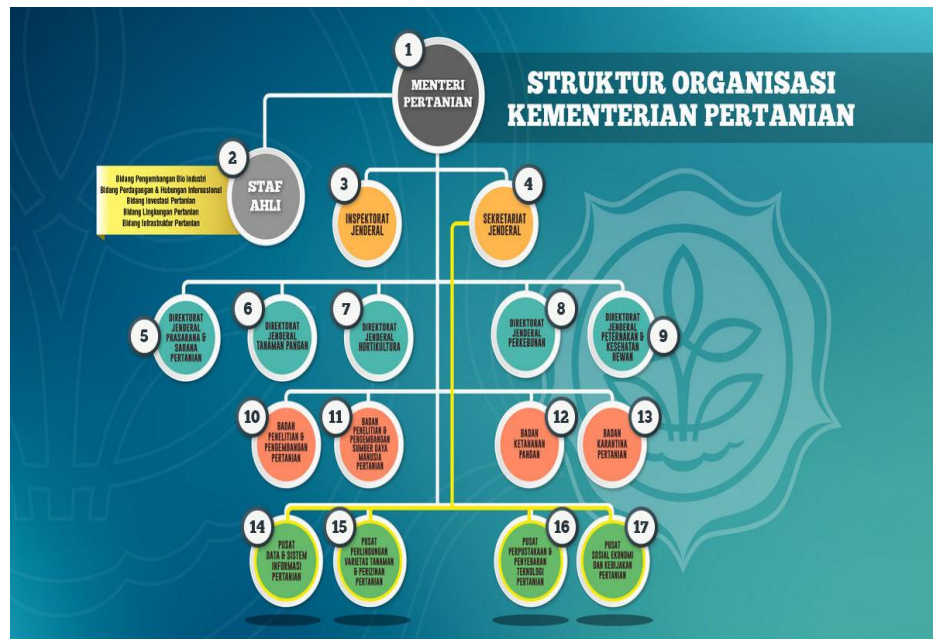 STRUKTUR ORGANISASI
KEMENTERIAN PERTANIAN
1
MENTERI
PERTANIAN
2
STAF
AHLI
Bidang Pengembangan Bio Industri
Bidang Perdagangan & Hubungan Internasional
Bidang Investasi Pertanian
Bidang Lingkungan Pertanian
Bidang Infrastruktur Pertanian
3
INSPEKTORAT
JENDERAL
4
SEKRETARIAT
JENDERAL
5
DIREKTORAT
JENDERAL
PRASARANA &
SARANA
PERTANIAN
6
DIREKTORAT
JENDERAL
TANAMAN PANGAN
7
DIREKTORAT
JENDERAL
HORTIKULTURA
8
DIREKTORAT
JENDERAL
PERKEBUNAN
9
DIREKTORAT
JENDERAL
PETERNAKAN &
KESEHATAN
HEWAN
10
BADAN
PENELITIAN &
PENGEMBANGAN
PERTANIAN
11
BADAN
PENELITIAN &
PENGEMBANGAN
SUMBER DAYA
MANUSIA
PERTANIAN
12
BADAN
KETAHANAN
PANGAN
13
BADAN
KARANTINA
PERTANIAN
14
PUSAT
DATA & SISTEM
INFORMASI
PERTANIAN
15
PUSAT
PERLINDUNGAN
VARIETAS TANAMAN
& PERIZINAN
PERTANIAN
16
PUSAT
PERPUSTAKAAN &
PENYEBARAN
TEKNOLOGI
PERTANIAN
17
PUSAT
SOSIAL EKONOMI
DAN KEBIJAKAN
PERTANIAN